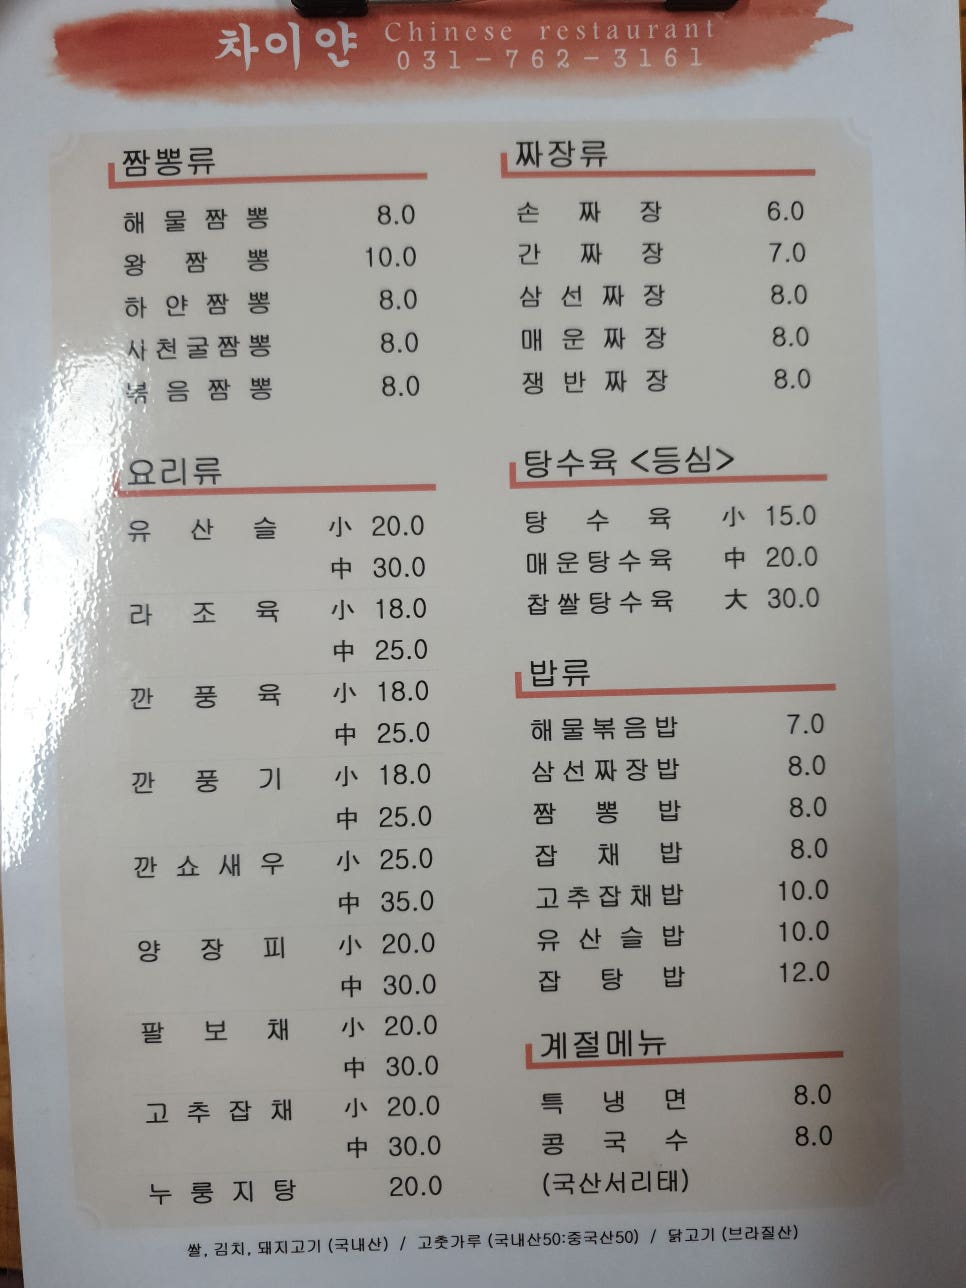 차이얀 Chinese restaurant
031-762-3161
짬뽕류
해물짬뽕 8.0
왕짬뽕 10.0
하얀짬뽕 8.0
사천굴짬뽕 8.0
볶음짬뽕 8.0
요리류
유산슬 小 20.0
中 30.0
라조육 小 18.0
中 25.0
깐풍육 小 18.0
中 25.0
깐풍기 小 18.0
中 25.0
깐쇼새우 小 25.0
中 35.0
양장피 小 20.0
中 30.0
팔보채 小 20.0
中 30.0
고추잡채 小 20.0
中 30.0
누룽지탕 20.0
짜장류
손짜장 6.0
간짜장 7.0
삼선짜장 8.0
매운짜장 8.0
쟁반짜장 8.0
탕수육 <등심>
탕수육 小 15.0
매운탕수육 中 20.0
찹쌀탕수육 大 30.0
밥류
해물볶음밥 7.0
삼선짜장밥 8.0
짬뽕밥 8.0
잡채밥 8.0
고추잡채밥 10.0
유산슬밥 10.0
잡탕밥 12.0
계절메뉴
특냉면 8.0
콩국수 8.0
(국산서리태)
쌀, 김치, 돼지고기 (국내산) / 고춧가루 (국내산50:중국산50) / 닭고기 (브라질산)